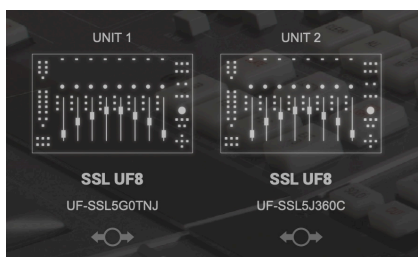 UNIT 1
UNIT 2
SSL UF8
SSL UF8
UF-SSL5G0TNJ
UF-SSL5J360C